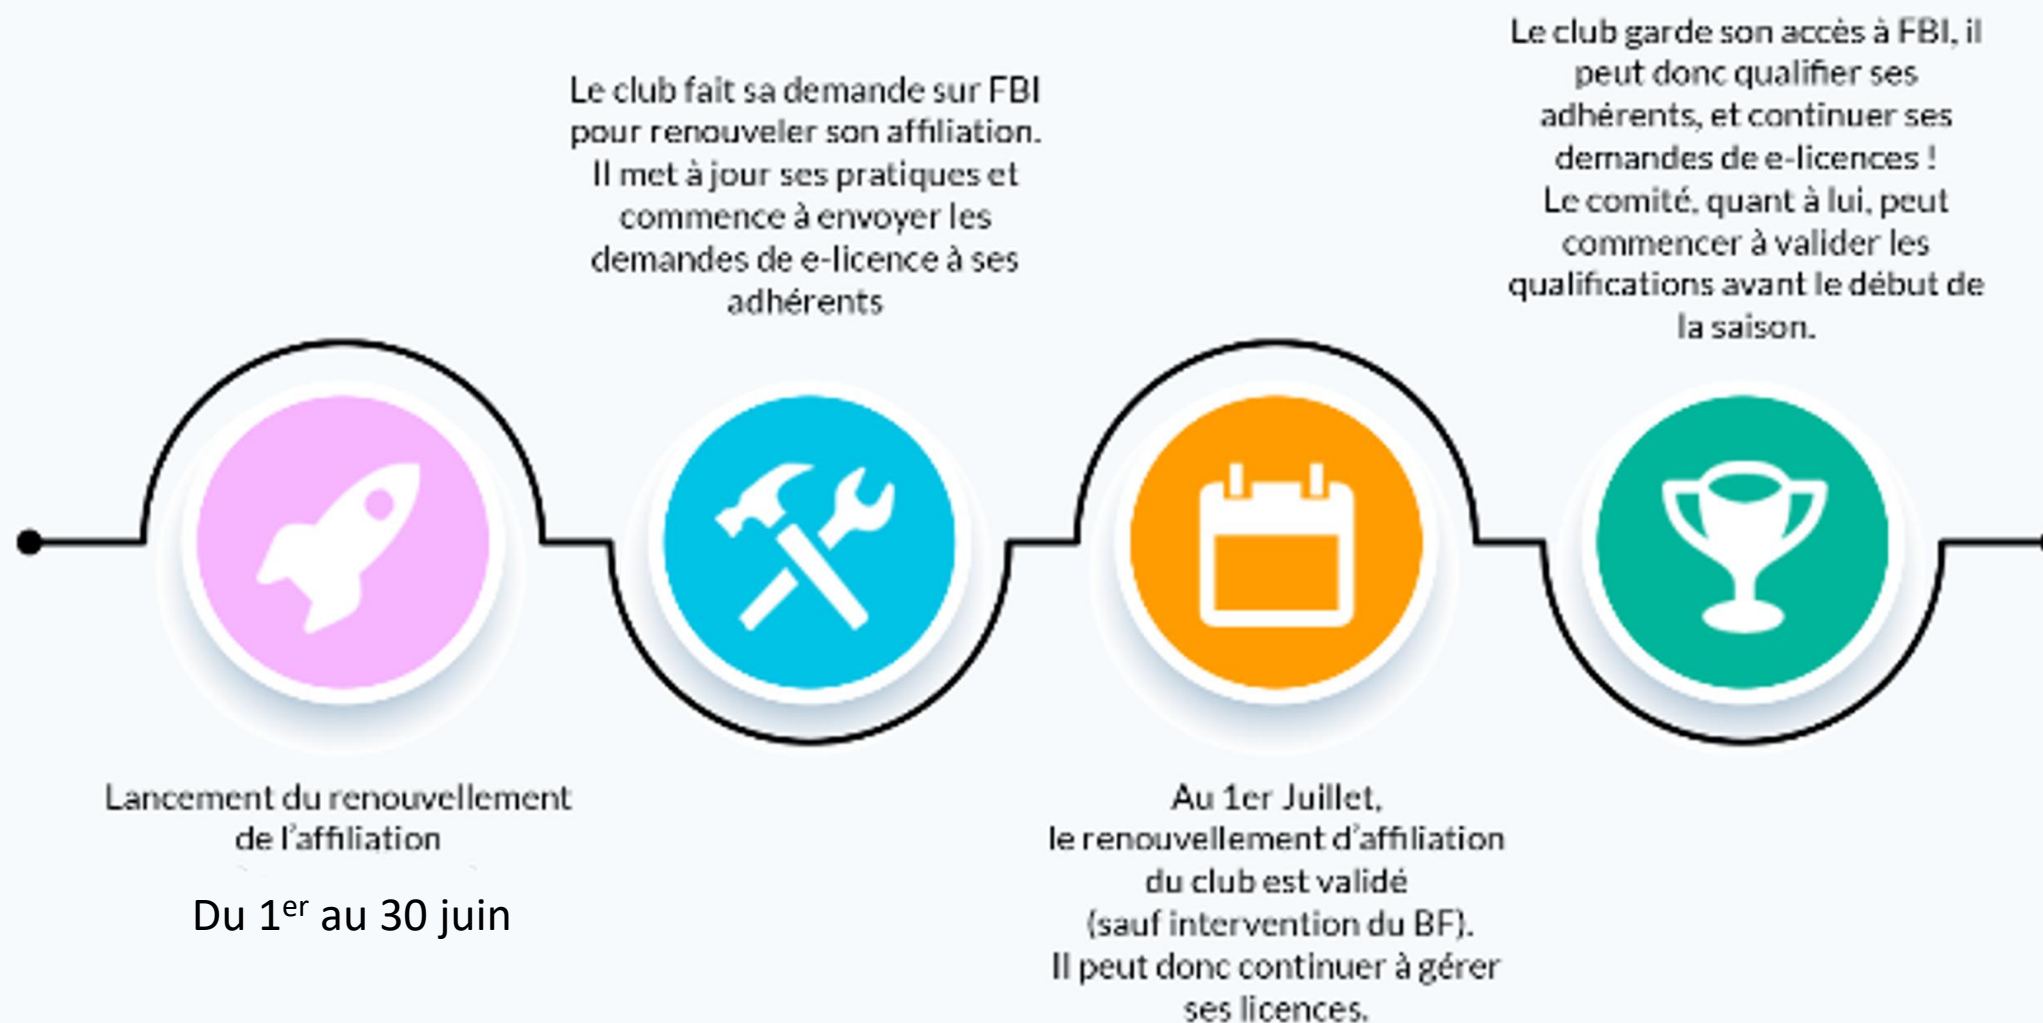 Lancement du renouvellement
de l’affiliation
Du 1er au 30 juin
Le club fait sa demande sur FBI
pour renouveler son affiliation.
Il met à jour ses pratiques et
commence à envoyer les
demandes de e-licence à ses
adhérents
Au 1er Juillet,
le renouvellement d’affiliation
du club est validé
(sauf intervention du BF).
Il peut donc continuer à gérer
ses licences.
Le club garde son accès à FBI, il
peut donc qualifier ses
adhérents, et continuer ses
demandes de e-licences !
Le comité, quant à lui, peut
commencer à valider les
qualifications avant le début de
la saison.